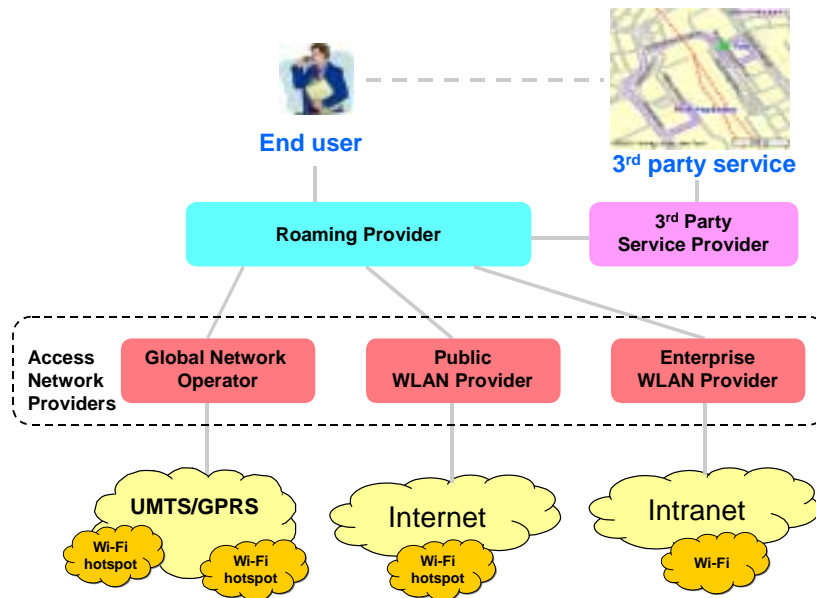 End user
3rd party service
Roaming Provider
3rd Party
Service Provider
Access
Network
Providers
Global Network
Operator
Public
WLAN Provider
Enterprise
WLAN Provider
UMTS/GPRS
Internet
Intranet
Wi-Fi
hotspot
Wi-Fi
hotspot
Wi-Fi
hotspot
Wi-Fi